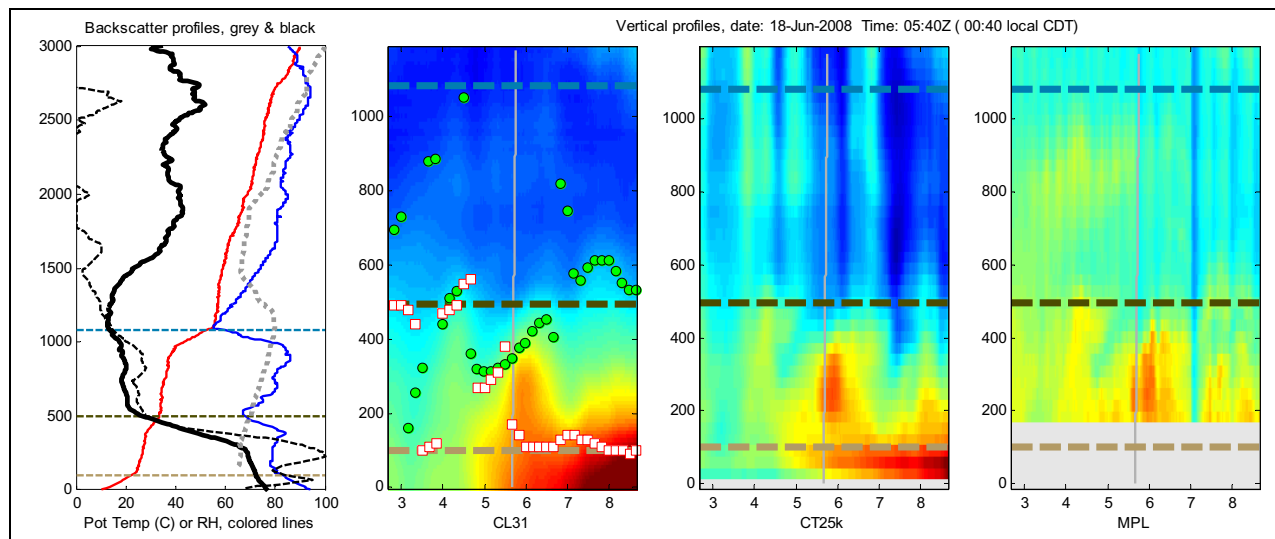 Backscatter profiles, grey & black
Vertical profiles, date: 18-Jun-2008 Time: 05:40Z ( 00:40 local CDT)
3000
2500
2000
1500
1000
500
0
0 20 40 60 80 100
Pot Temp (C) or RH, colored lines
1000
800
600
400
200
0
3 4 5 6 7 8
CL31
1000
800
600
400
200
0
3 4 5 6 7 8
CT25k
1000
800
600
400
200
0
3 4 5 6 7 8
MPL